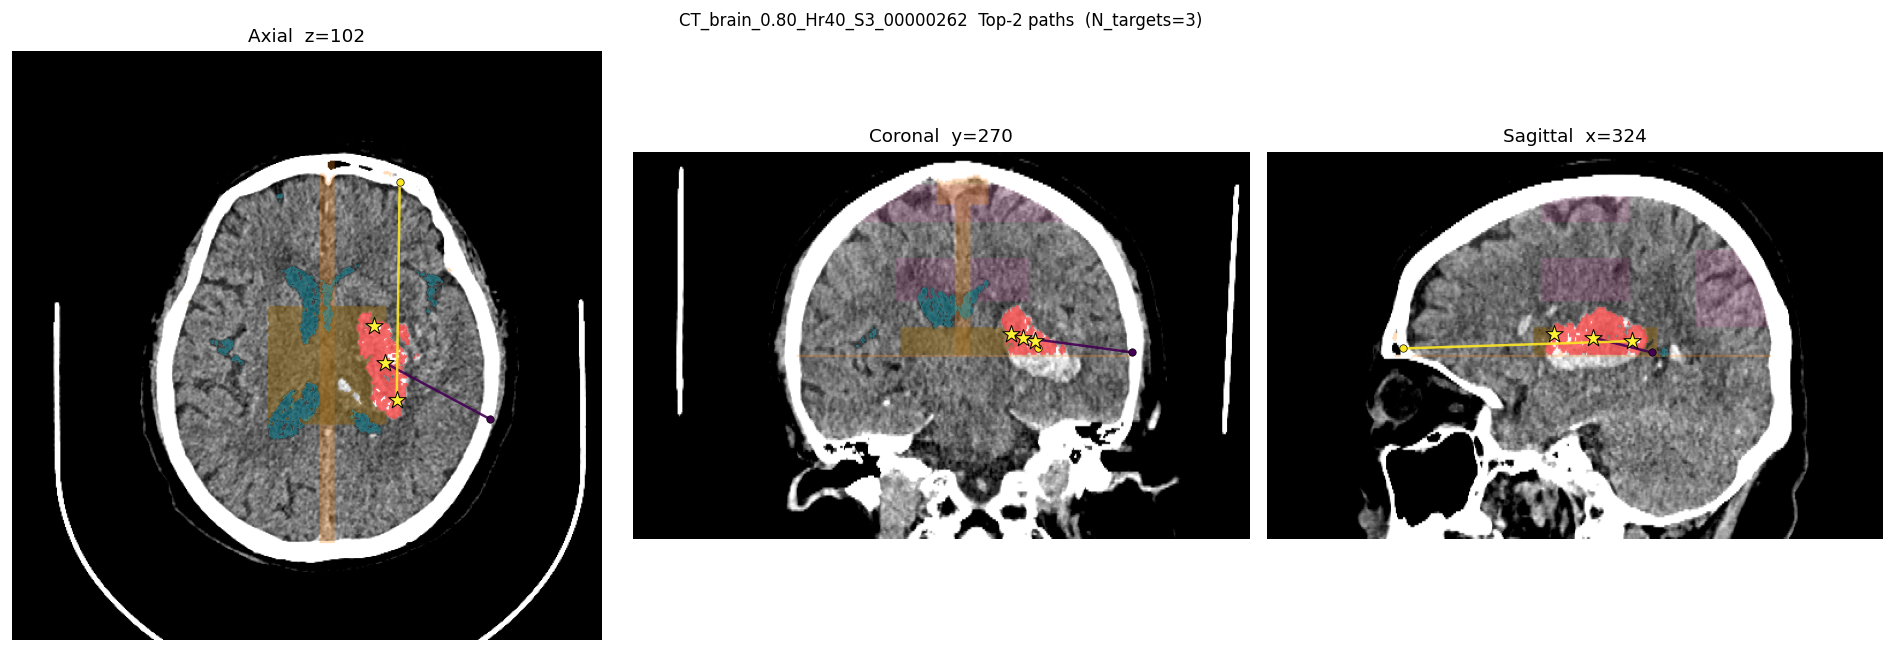 CT_brain_0.80_Hr40_S3_00000262  Top-2 paths  (N_targets=3)
Axial  z=102
Coronal  y=270
Sagittal  x=324